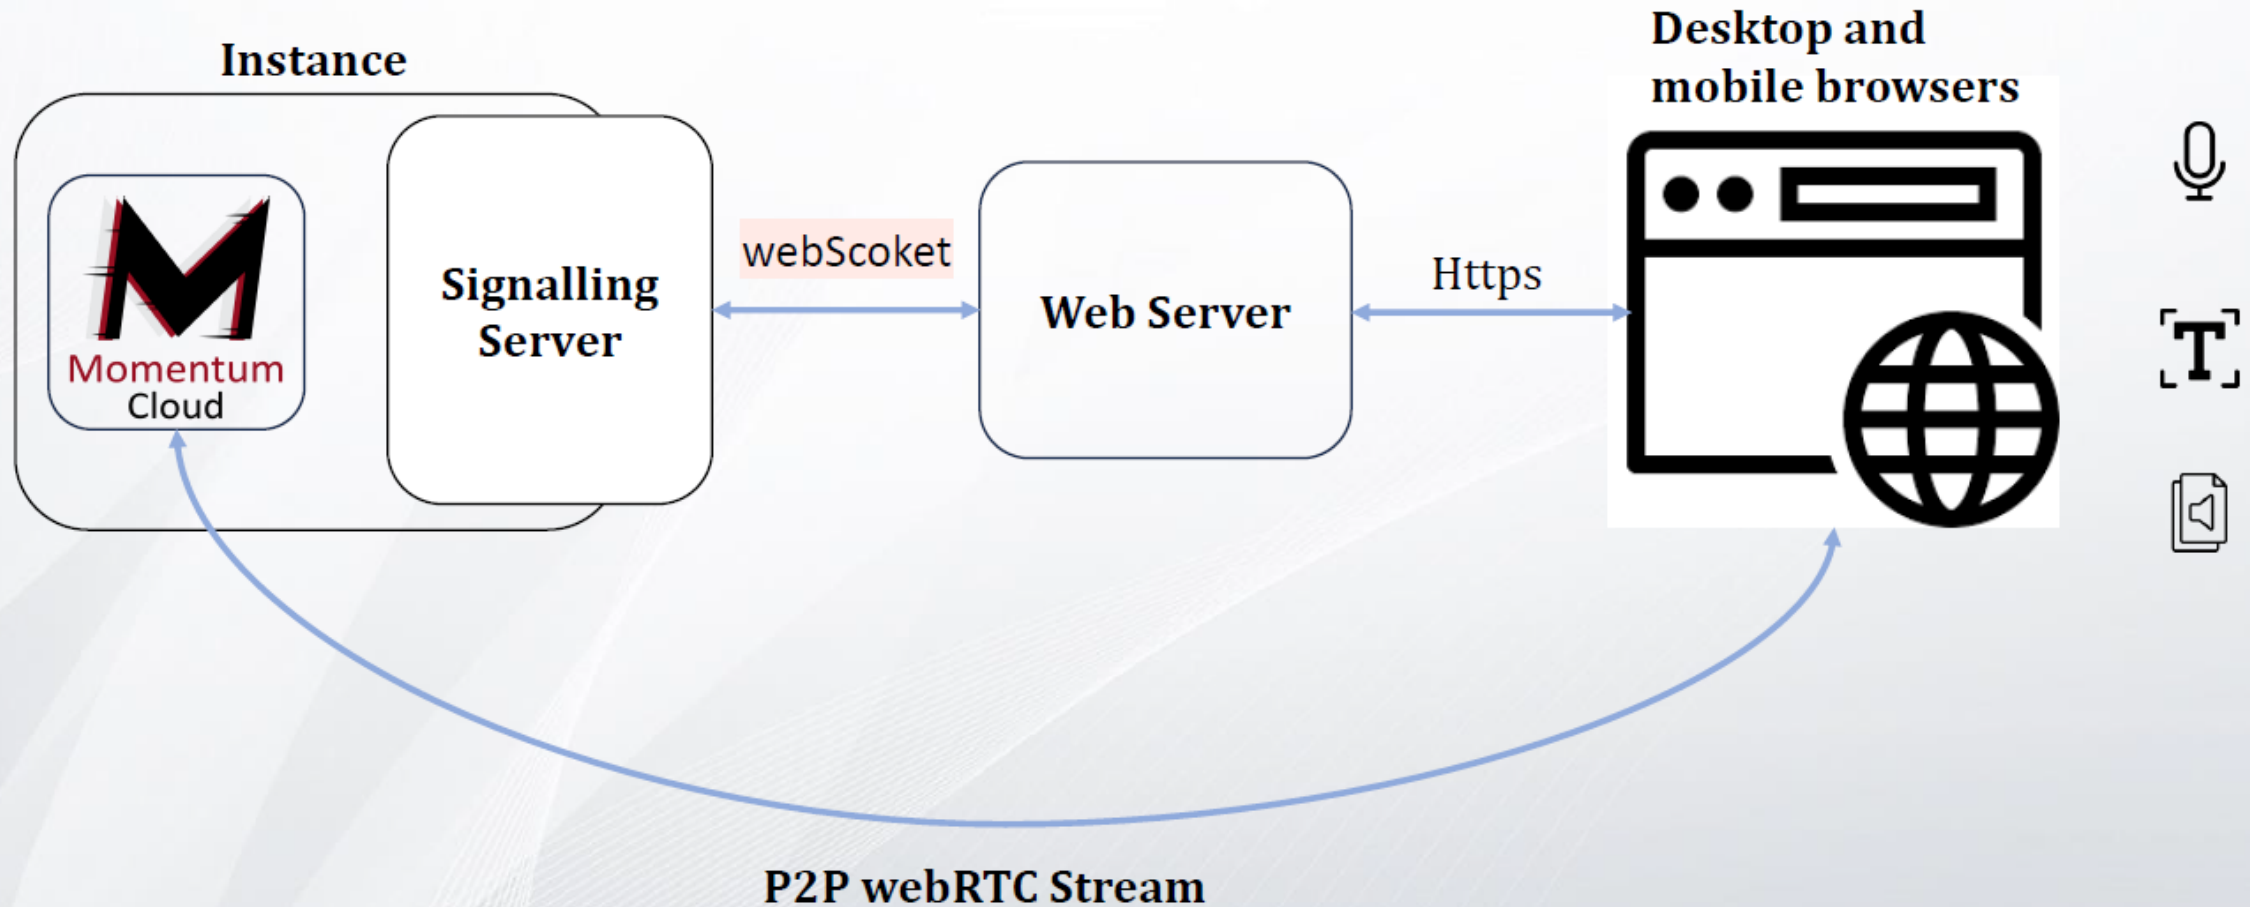 Instance
Desktop and
mobile browsers
Momentum
Cloud
Signalling
Server
webScoket
Web Server
Https
T
P2P webRTC Stream